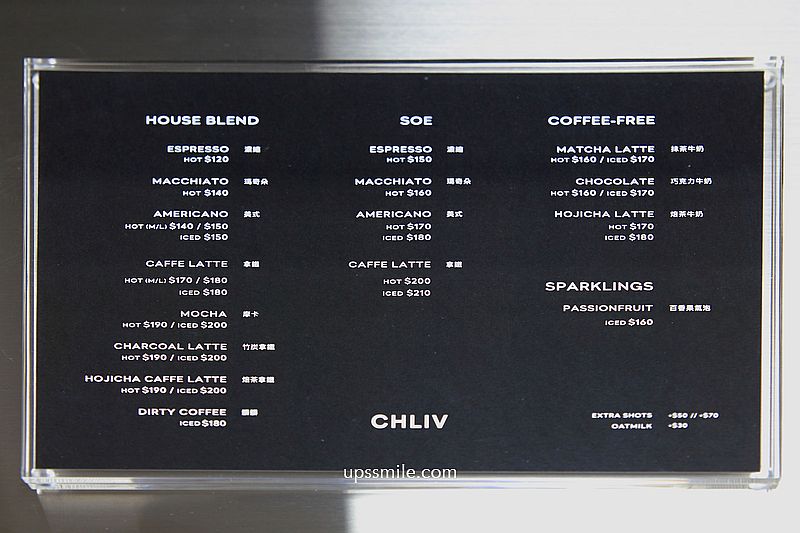 HOUSE BLEND
ESPRESSO 濃縮
HOT $120
MACCHIATO 瑪奇朵
HOT $140
AMERICANO 美式
HOT (M/L) $140 / $150
ICED $150
CAFFE LATTE 拿鐵
HOT (M/L) $170 / $180
ICED $180
MOCHA 摩卡
HOT $190 / ICED $200
CHARCOAL LATTE 竹炭拿鐵
HOT $190 / ICED $200
HOJICHA CAFFE LATTE 焙茶拿鐵
HOT $190 / ICED $200
DIRTY COFFEE 髒髒
ICED $180
SOE
ESPRESSO 濃縮
HOT $150
MACCHIATO 瑪奇朵
HOT $160
AMERICANO 美式
HOT $170
ICED $180
CAFFE LATTE 拿鐵
HOT $200
ICED $210
COFFEE-FREE
MATCHA LATTE 抹茶牛奶
HOT $160 / ICED $170
CHOCOLATE 巧克力牛奶
HOT $160 / ICED $170
HOJICHA LATTE 焙茶牛奶
HOT $170
ICED $180
SPARKLINGS
PASSIONFRUIT 百香果氣泡
ICED $160
CHLIV
EXTRA SHOTS +$50 // +$70
OATMILK +$30
upssmile.com